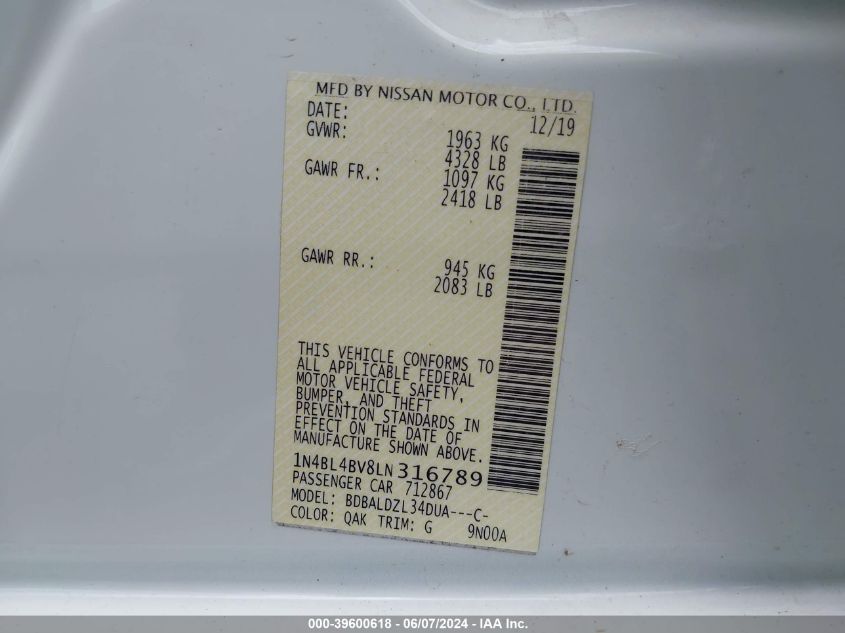 MFD BY NISSAN MOTOR CO., LTD.
DATE: 12/19
GVWR: 1963 KG
4328 LB
GAWR FR.: 1097 KG
2418 LB
GAWR RR.: 945 KG
2083 LB
THIS VEHICLE CONFORMS TO
ALL APPLICABLE FEDERAL
MOTOR VEHICLE SAFETY,
BUMPER, AND THEFT
PREVENTION STANDARDS IN
EFFECT ON THE DATE OF
MANUFACTURE SHOWN ABOVE.
1N4BL4BV8LN316789
PASSENGER CAR 712867
MODEL: BDBALDZL34DUA---C-
COLOR: QAK TRIM: G 9N00A
000-39600618 - 06/07/2024 - IAA Inc.